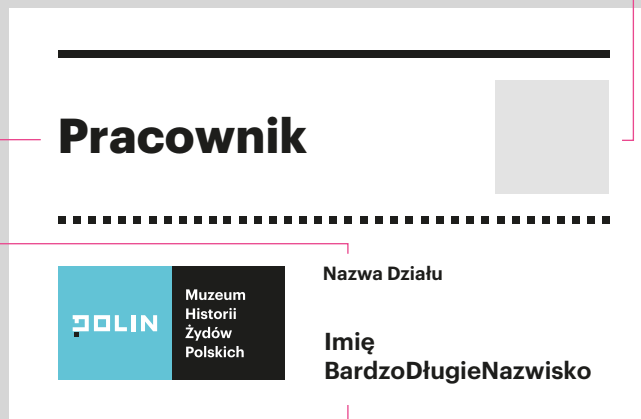 Pracownik
POLIN
Muzeum
Historii
Żydów
Polskich
Nazwa Działu
Imię
BardzoDługieNazwisko